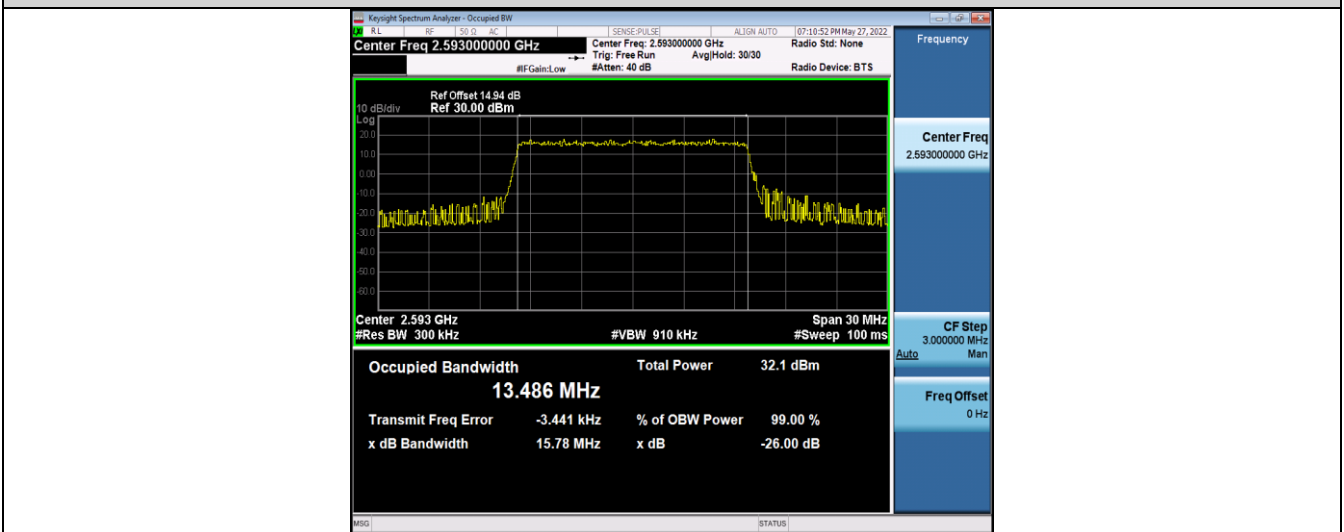 Keysight Spectrum Analyzer - Occupied BW
RL RF 50 Ω AC SENSE:PULSE ALIGN AUTO 07:10:52 PM May 27, 2022
Center Freq 2.593000000 GHz
Center Freq: 2.593000000 GHz Radio Std: None
Trig: Free Run Avg|Hold: 30/30
#IFGain:Low #Atten: 40 dB Radio Device: BTS
Frequency
Ref Offset 14.94 dB
10 dB/div Ref 30.00 dBm
Log
20.0
10.0
0.00
-10.0
-20.0
-30.0
-40.0
-50.0
-60.0
Center 2.593 GHz Span 30 MHz
#Res BW 300 kHz #VBW 910 kHz #Sweep 100 ms
Occupied Bandwidth Total Power 32.1 dBm
13.486 MHz
Transmit Freq Error -3.441 kHz % of OBW Power 99.00 %
x dB Bandwidth 15.78 MHz x dB -26.00 dB
Center Freq
2.593000000 GHz
CF Step
3.000000 MHz
Auto Man
Freq Offset
0 Hz
MSG STATUS